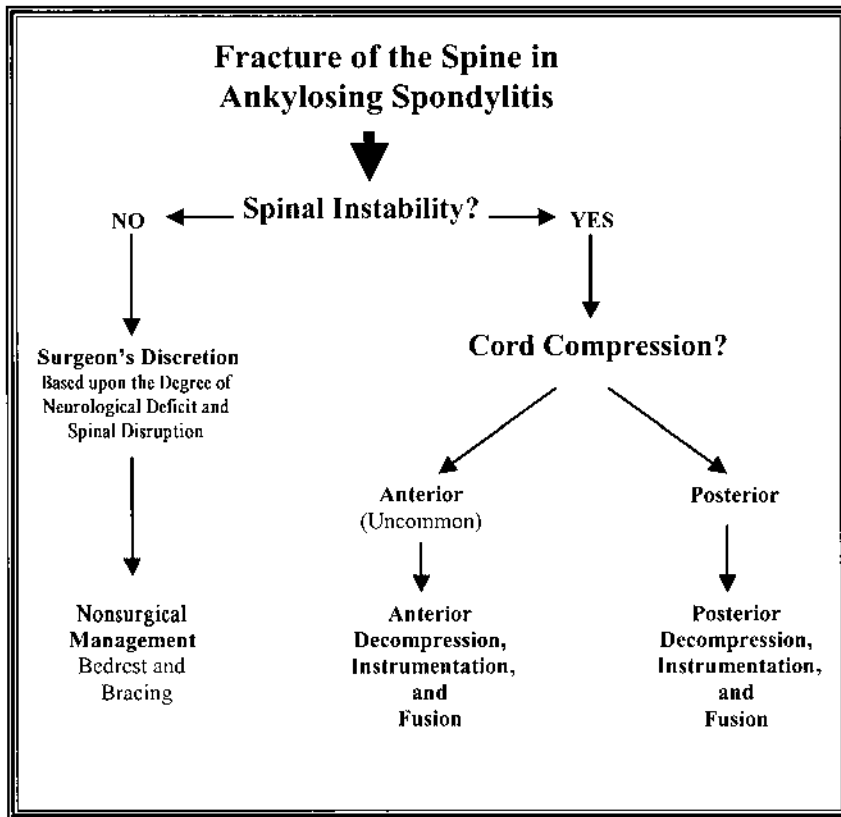 Fracture of the Spine in
Ankylosing Spondylitis
Spinal Instability?
NO
YES
Surgeon's Discretion
Based upon the Degree of
Neurological Deficit and
Spinal Disruption
Nonsurgical
Management
Bedrest and
Bracing
Cord Compression?
Anterior
(Uncommon)
Anterior
Decompression,
Instrumentation,
and
Fusion
Posterior
Posterior
Decompression,
Instrumentation,
and
Fusion